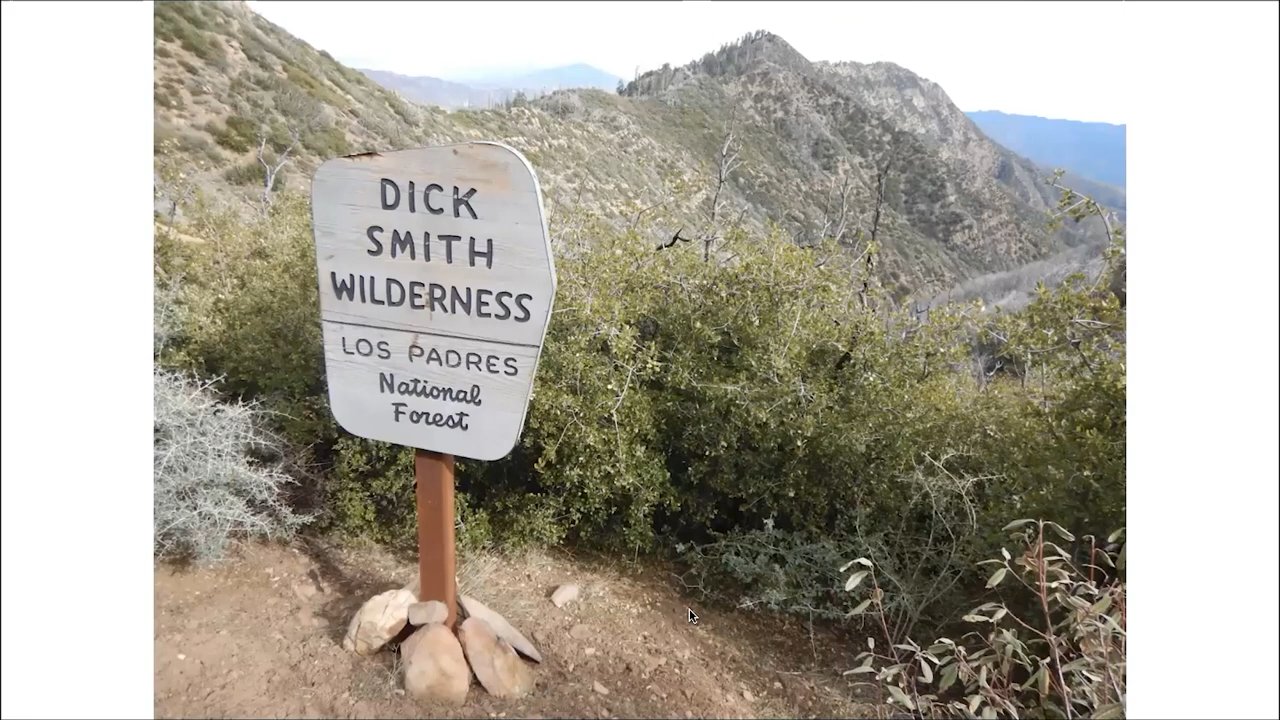 DICK
SMITH
WILDERNESS
LOS PADRES
National
Forest